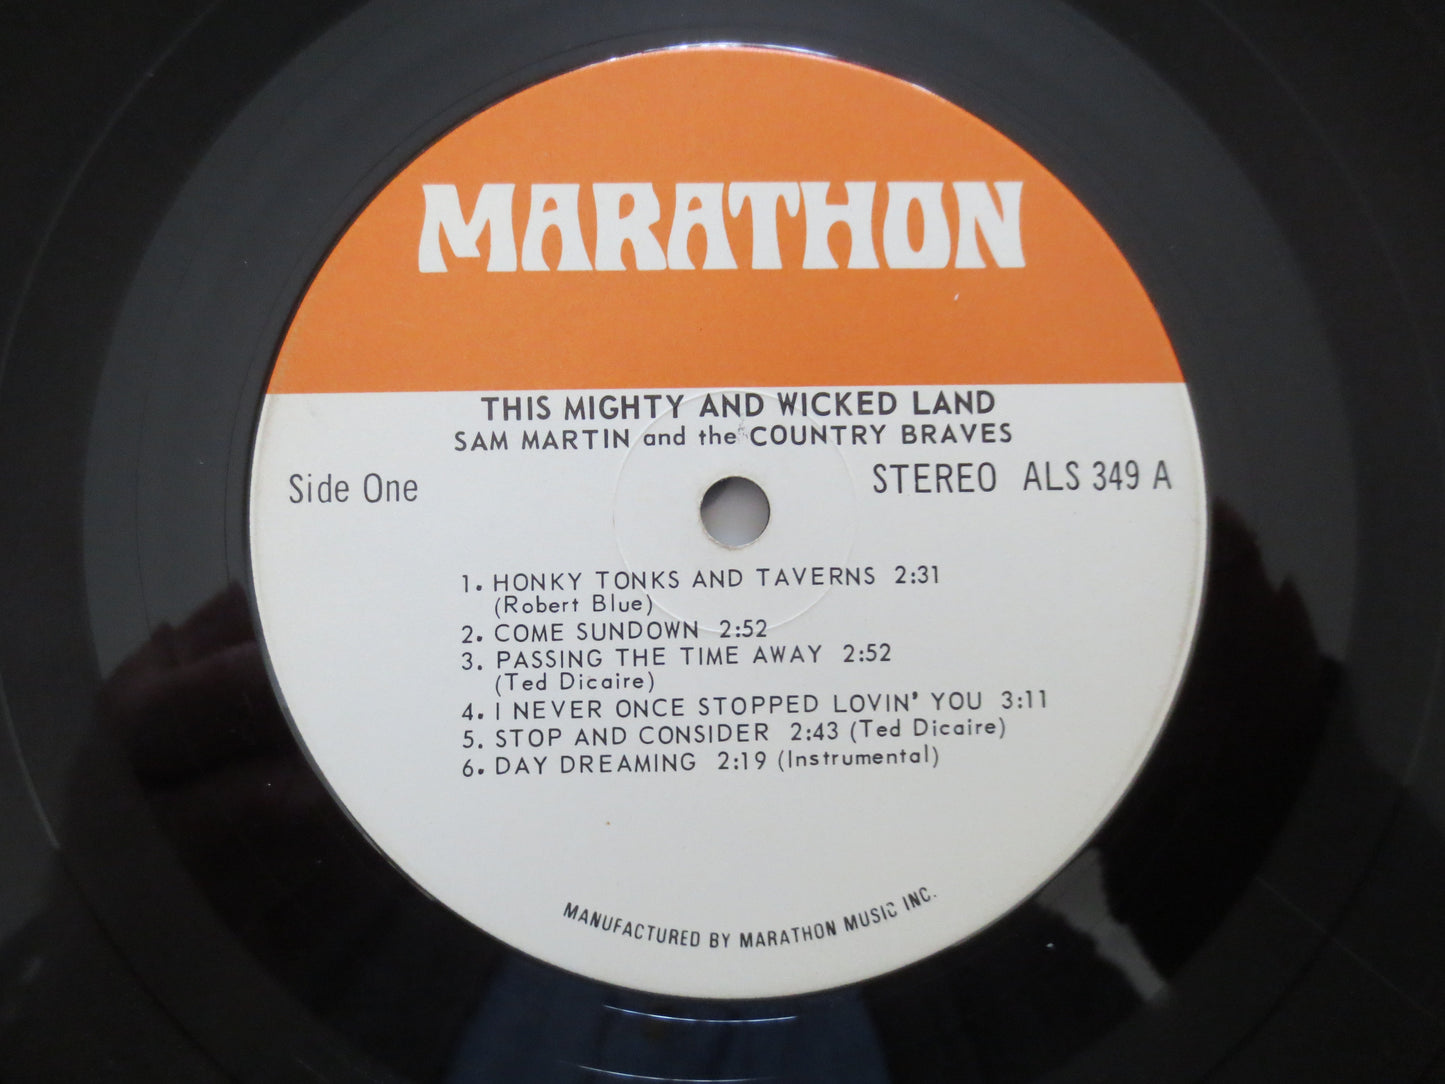 MARATHON
THIS MIGHTY AND WICKED LAND
SAM MARTIN and the COUNTRY BRAVES
Side One
STEREO ALS 349 A
1. HONKY TONKS AND TAVERNS 2:31
(Robert Blue)
2. COME SUNDOWN 2:52
3. PASSING THE TIME AWAY 2:52
(Ted Dicaire)
4. I NEVER ONCE STOPPED LOVIN' YOU 3:11
5. STOP AND CONSIDER 2:43 (Ted Dicaire)
6. DAY DREAMING 2:19 (Instrumental)
MANUFACTURED BY MARATHON MUSIC INC.